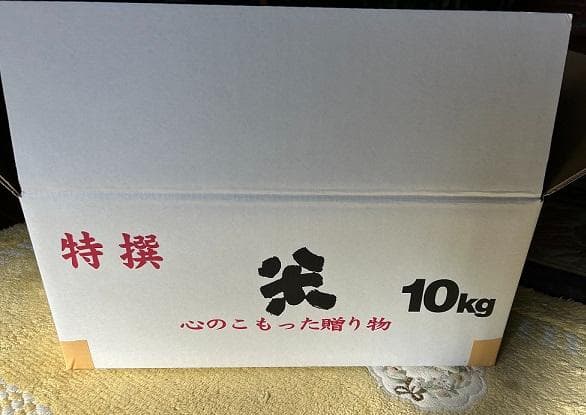 特撰
米
10kg
心のこもった贈り物